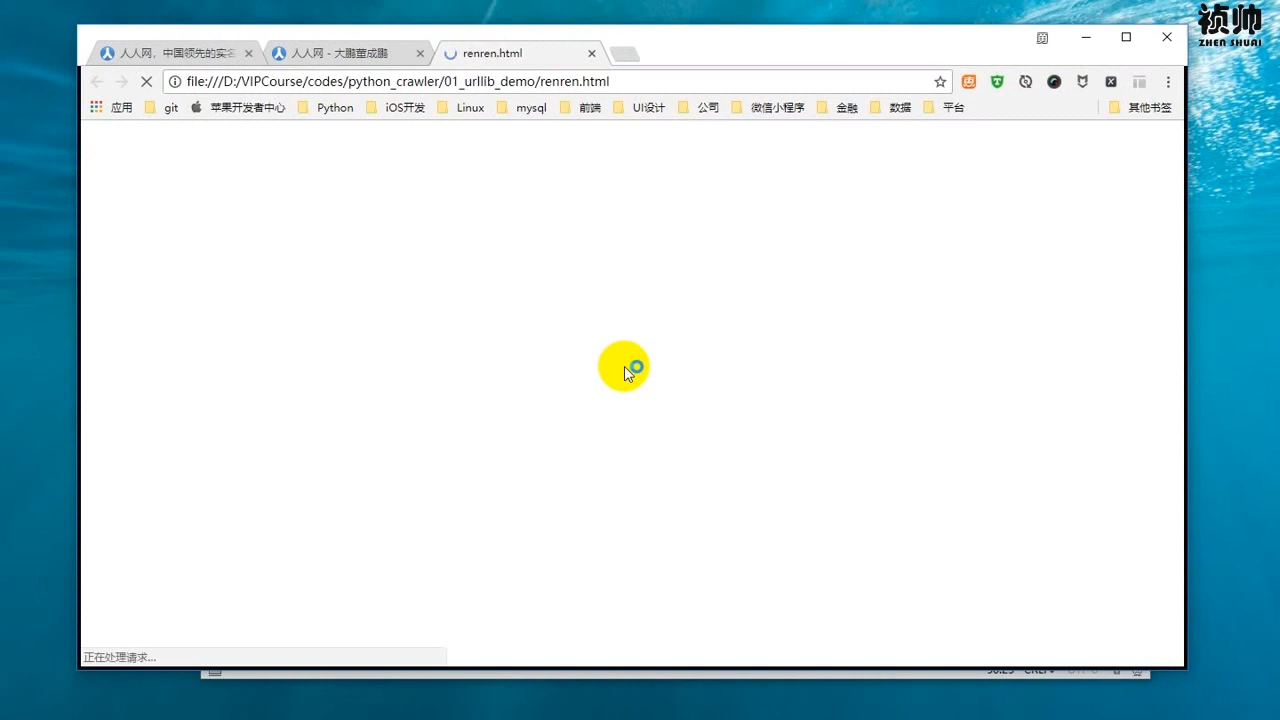 祯帅
ZHEN SHUAI
人人网，中国领先的实名
人人网 - 大鹏董成鹏
renren.html
file:///D:/VIPCourse/codes/python_crawler/01_urllib_demo/renren.html
应用 git 苹果开发者中心 Python iOS开发 Linux mysql 前端 UI设计 公司 微信小程序 金融 数据 平台 其他书签
正在处理请求...